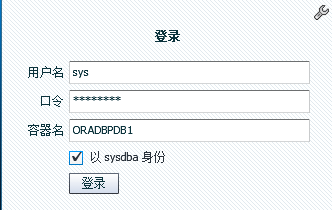 登录
用户名 sys
口令 ********
容器名 ORADBPDB1
以 sysdba 身份
登录